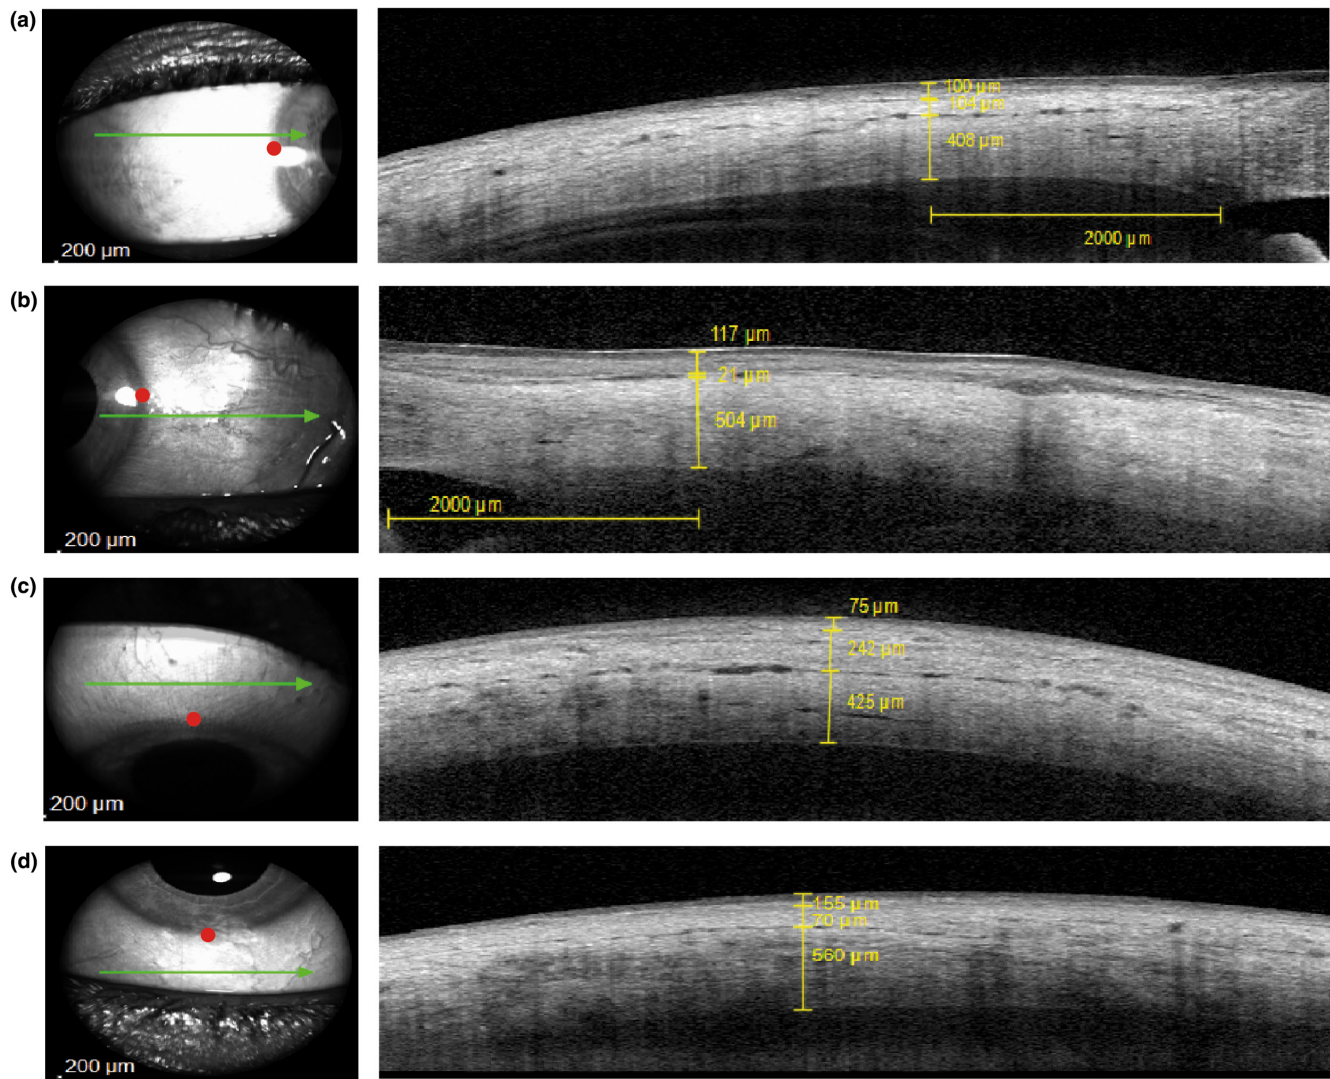 (a)
200 µm
100 µm
104 µm
408 µm
2000 µm
(b)
200 µm
117 µm
21 µm
504 µm
2000 µm
(c)
200 µm
75 µm
242 µm
425 µm
(d)
200 µm
155 µm
70 µm
560 µm